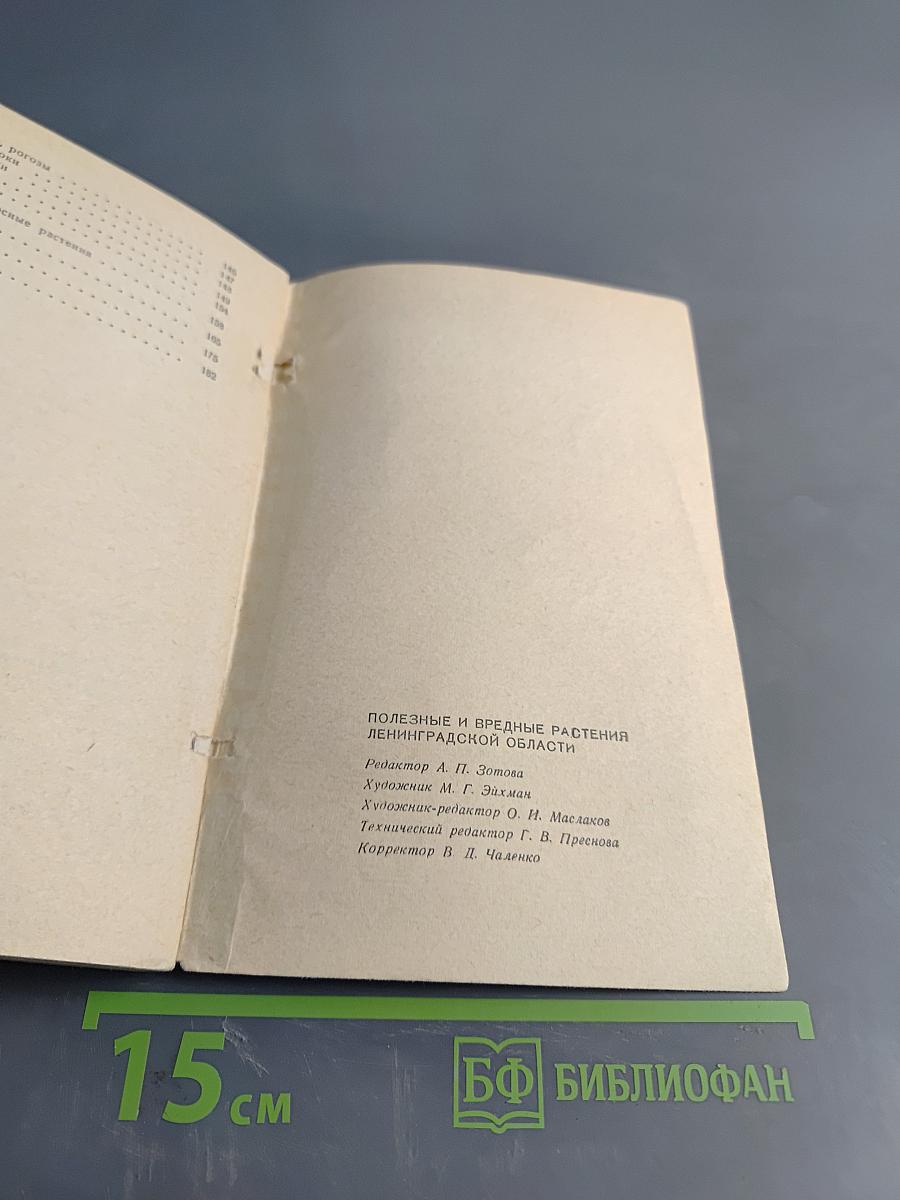 рогозы
растения
146
147
148
149
154
159
165
175
182
ПОЛЕЗНЫЕ И ВРЕДНЫЕ РАСТЕНИЯ
ЛЕНИНГРАДСКОЙ ОБЛАСТИ
Редактор А. П. Зотова
Художник М. Г. Эйхман
Художник-редактор О. И. Маслаков
Технический редактор Г. В. Преснова
Корректор В. Д. Чаленко
15 см
БФ БИБЛИОФАН